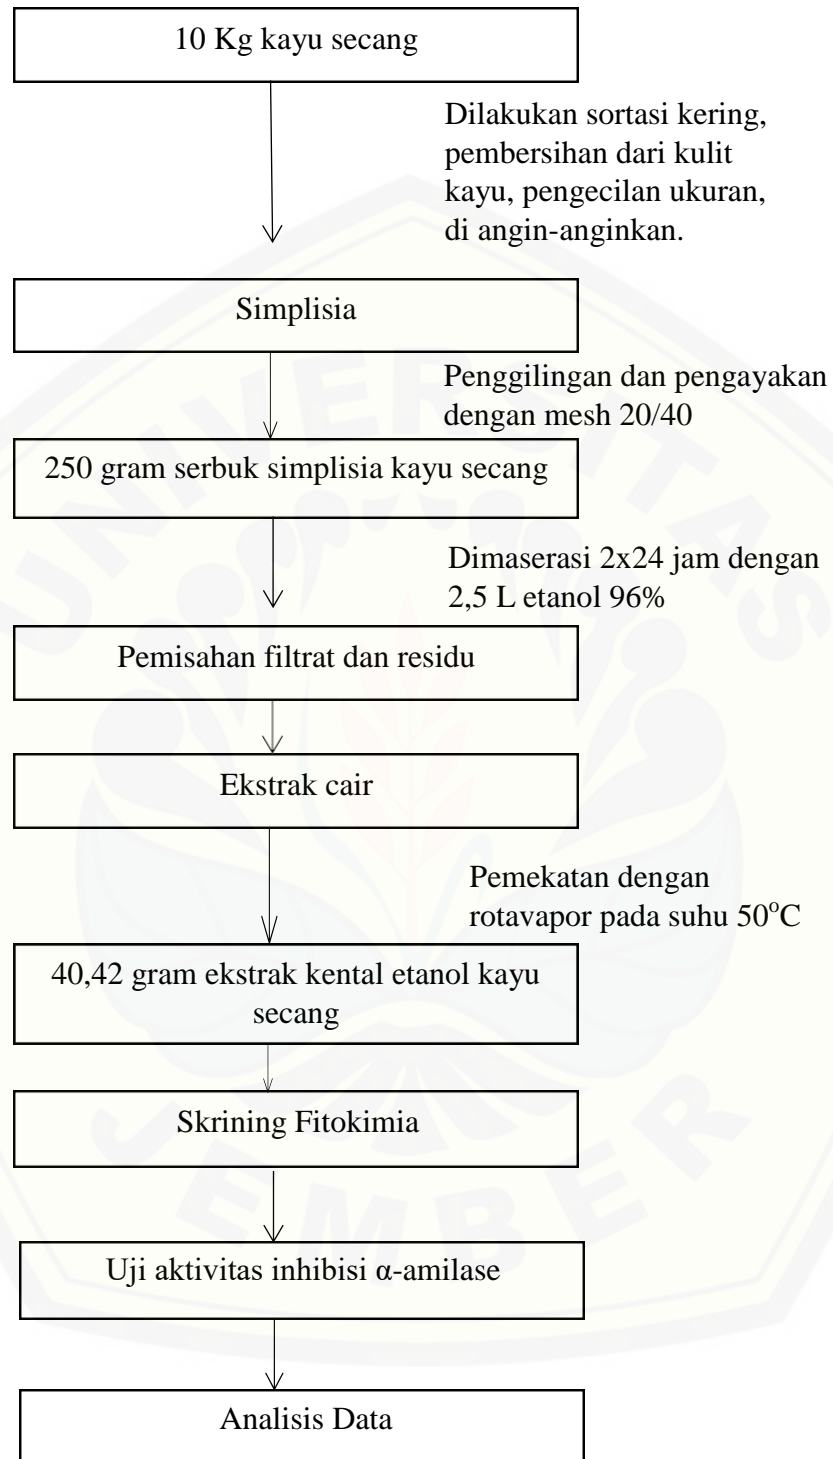 10 Kg kayu secang
Dilakukan sortasi kering,
pembersihan dari kulit
kayu, pengecilan ukuran,
di angin-anginkan.
Simplisia
Penggilingan dan pengayakan
dengan mesh 20/40
250 gram serbuk simplisia kayu secang
Dimaserasi 2x24 jam dengan
2,5 L etanol 96%
Pemisahan filtrat dan residu
Ekstrak cair
Pemekatan dengan
rotavapor pada suhu 50°C
40,42 gram ekstrak kental etanol kayu
secang
Skrining Fitokimia
Uji aktivitas inhibisi α-amilase
Analisis Data
UNIVERSITAS
JEMBER